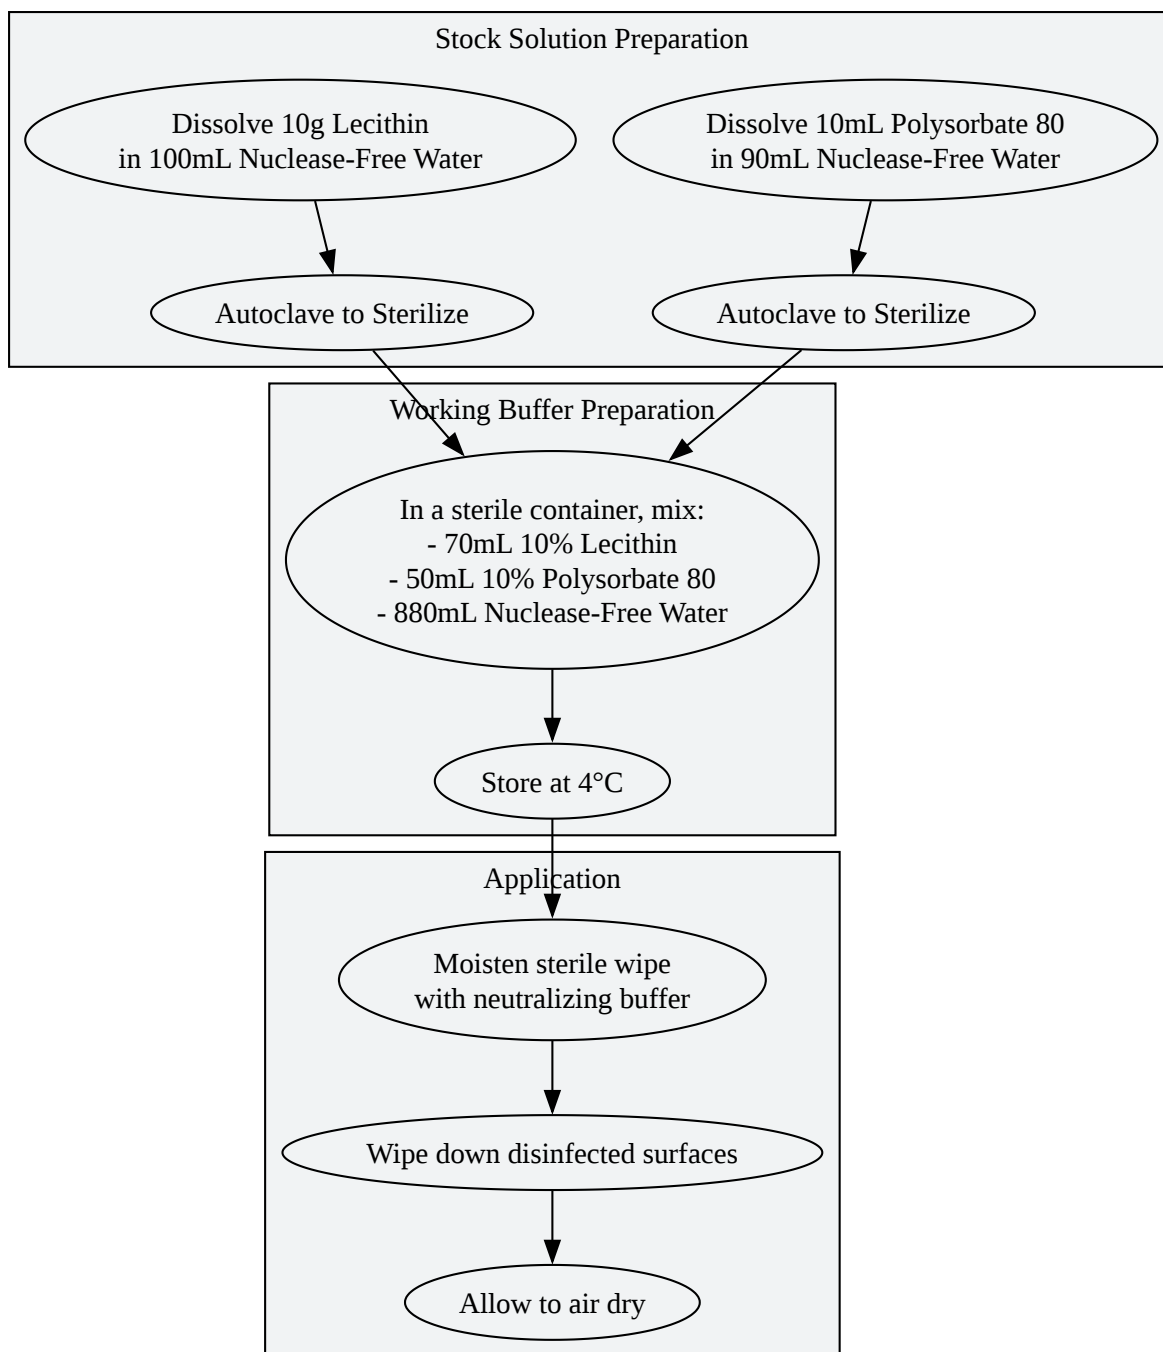 Stock Solution Preparation
Dissolve 10g Lecithin
in 100mL Nuclease-Free Water
Dissolve 10mL Polysorbate 80
in 90mL Nuclease-Free Water
Autoclave to Sterilize
Autoclave to Sterilize
Working Buffer Preparation
In a sterile container, mix:
- 70mL 10% Lecithin
- 50mL 10% Polysorbate 80
- 880mL Nuclease-Free Water
Store at 4°C
Application
Moisten sterile wipe
with neutralizing buffer
Wipe down disinfected surfaces
Allow to air dry